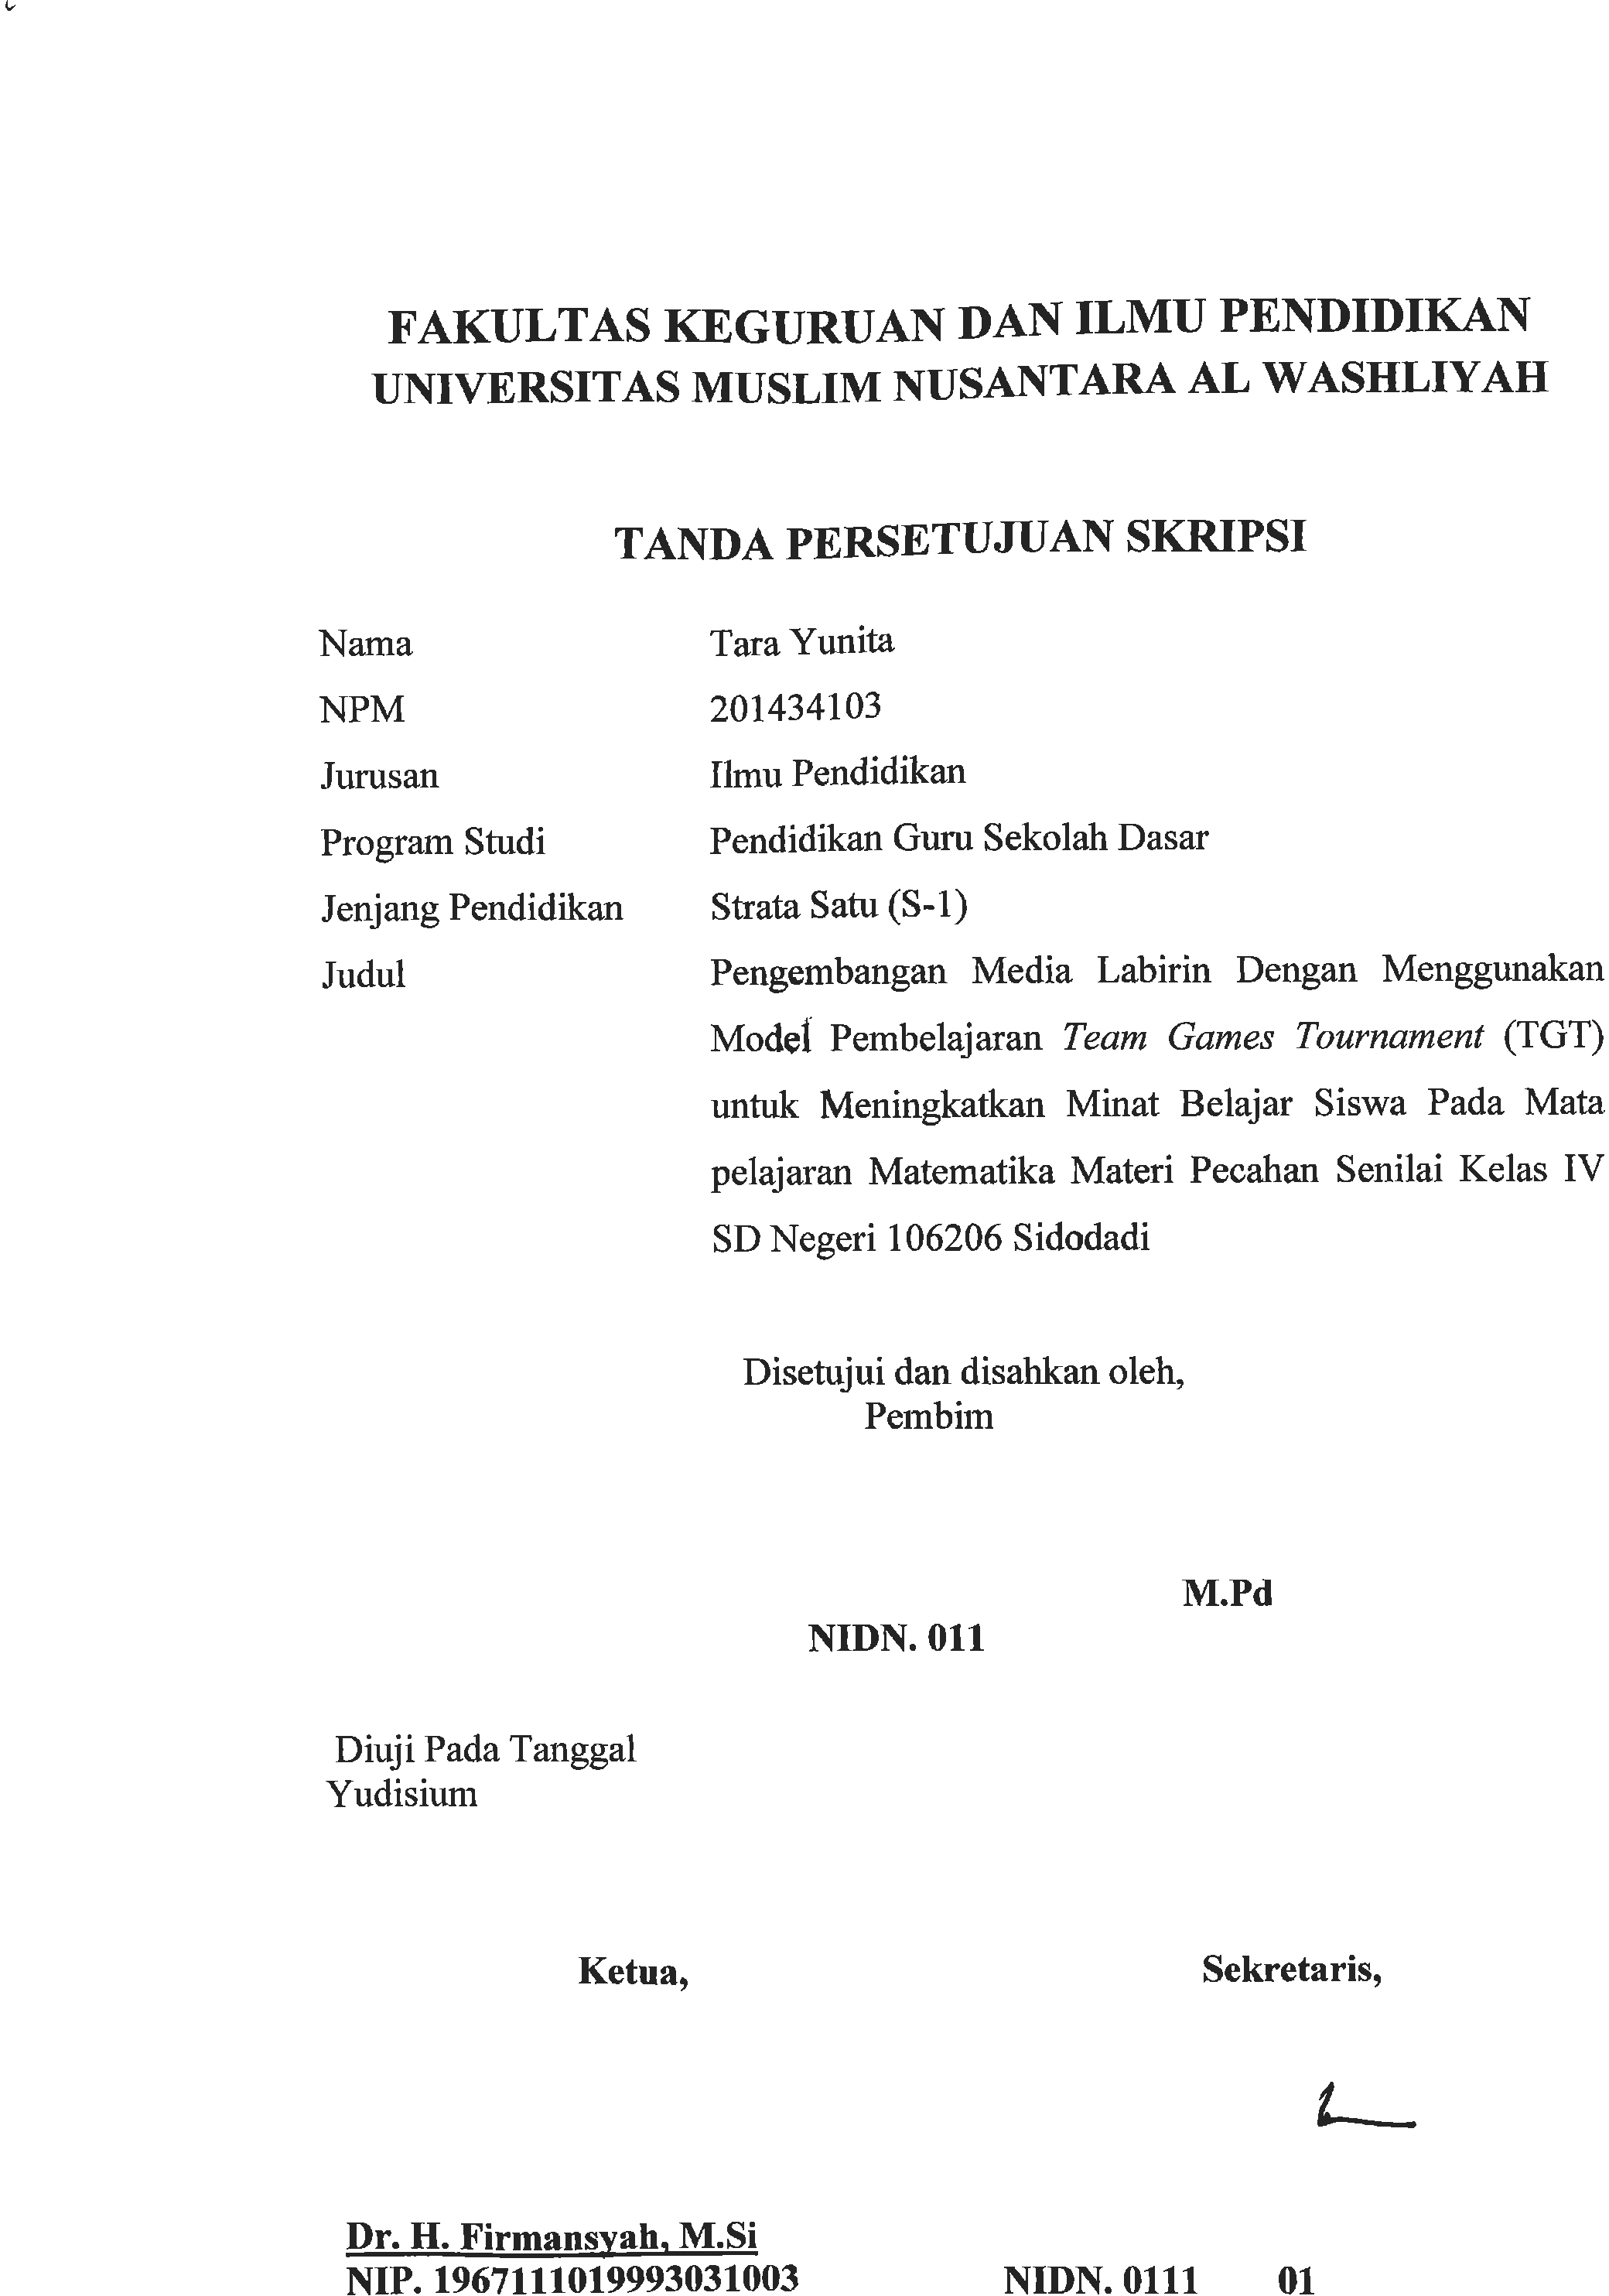 FAKULTAS KEGURUAN DAN ILMU PENDIDIKAN
UNIVERSITAS MUSLIM NUSANTARA AL WASHLIYAH
TANDA PERSETUJUAN SKRIPSI
Nama Tara Yunita
NPM 201434103
Jurusan Ilmu Pendidikan
Program Studi Pendidikan Guru Sekolah Dasar
Jenjang Pendidikan Strata Satu (S-1)
Judul Pengembangan Media Labirin Dengan Menggunakan
Model Pembelajaran Team Games Tournament (TGT)
untuk Meningkatkan Minat Belajar Siswa Pada Mata
pelajaran Matematika Materi Pecahan Senilai Kelas IV
SD Negeri 106206 Sidodadi
Disetujui dan disahkan oleh,
Pembim
M.Pd
NIDN. 011
Diuji Pada Tanggal
Yudisium
Ketua, Sekretaris,
Dr. H. Firmansyah, M.Si
NIP. 1967111019993031003 NIDN. 0111 01